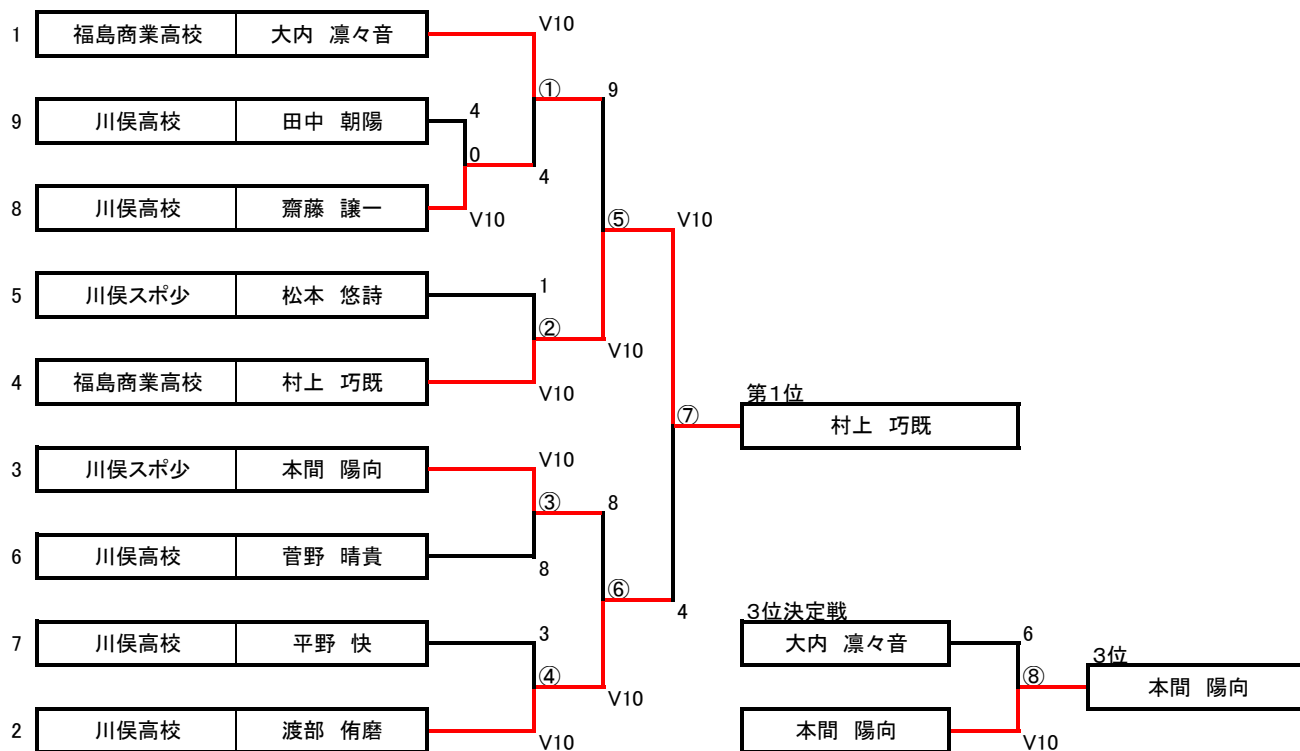 V10
1 福島商業高校 大内 凛々音
① 9
9 川俣高校 田中 朝陽 4
0
4
8 川俣高校 齋藤 譲一
V10 ⑤ V10
5 川俣スポ少 松本 悠詩 1
②
V10
4 福島商業高校 村上 巧既
V10
第1位
⑦ 村上 巧既
3 川俣スポ少 本間 陽向 V10
③ 8
6 川俣高校 菅野 晴貴
8
⑥
4
3位決定戦
7 川俣高校 平野 快 3
大内 凛々音 6
3位
④ ⑧ 本間 陽向
V10
2 川俣高校 渡部 侑磨
本間 陽向
V10 V10